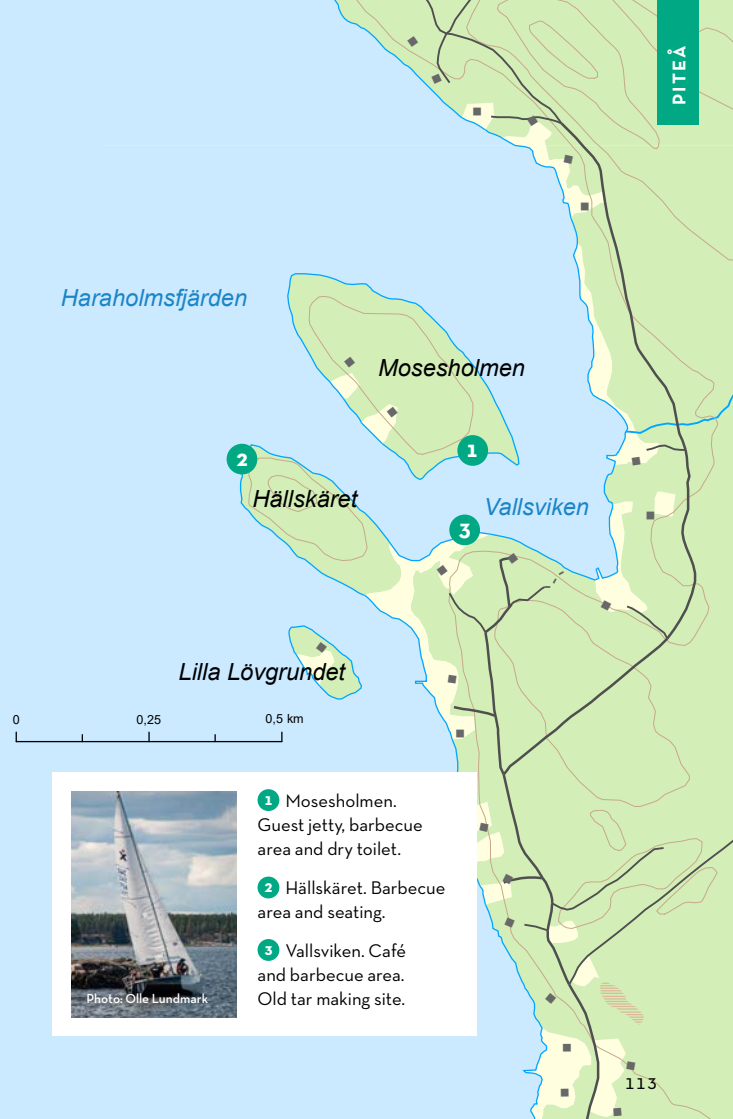 PITEÅ
Haraholmsfjärden
Mosesholmen
1
2
Hällskäret
Vallsviken
3
Lilla Lövgrundet
0 0,25 0,5 km
1 Mosesholmen.
Guest jetty, barbecue
area and dry toilet.
2 Hällskäret. Barbecue
area and seating.
3 Vallsviken. Café
and barbecue area.
Old tar making site.
Photo: Olle Lundmark
113